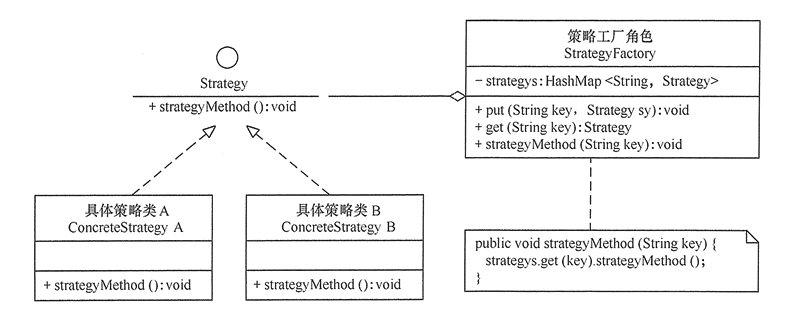 Strategy
+ strategyMethod ():void
策略工厂角色
StrategyFactory
- strategys:HashMap <String, Strategy>
+ put (String key, Strategy sy):void
+ get (String key):Strategy
+ strategyMethod (String key):void
具体策略类A
ConcreteStrategy A
+ strategyMethod ():void
具体策略类B
ConcreteStrategy B
+ strategyMethod ():void
public void strategyMethod (String key) {
strategys.get (key).strategyMethod ();
}